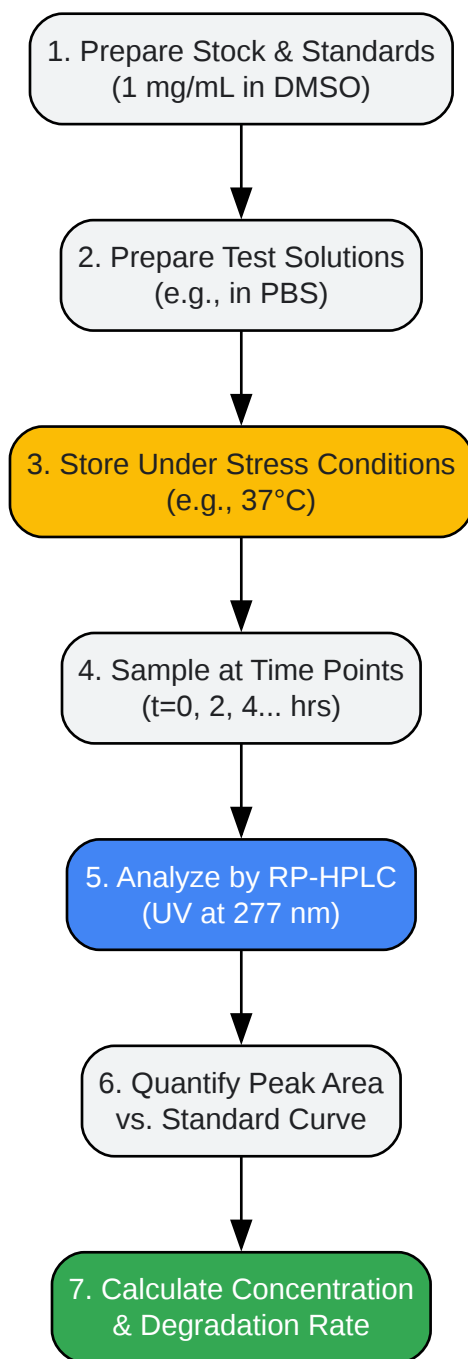 1. Prepare Stock & Standards
(1 mg/mL in DMSO)
2. Prepare Test Solutions
(e.g., in PBS)
3. Store Under Stress Conditions
(e.g., 37°C)
4. Sample at Time Points
(t=0, 2, 4... hrs)
5. Analyze by RP-HPLC
(UV at 277 nm)
6. Quantify Peak Area
vs. Standard Curve
7. Calculate Concentration
& Degradation Rate